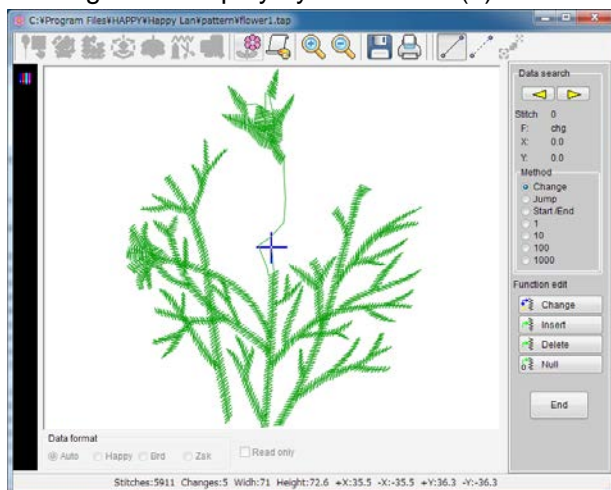 C:¥Program Files¥HAPPY¥Happy Lan¥pattern¥flower1.tap
Data search
Stitch 0
F: chg
X: 0.0
Y: 0.0
Method
Change
Jump
Start/End
1
10
100
1000
Function edit
Change
Insert
Delete
Null
End
Data format
Auto Happy Brd Zsk Read only
Stitches:5911 Changes:5 Widh:71 Height:72.6 +X:35.5 -X:-35.5 +Y:36.3 -Y:-36.3